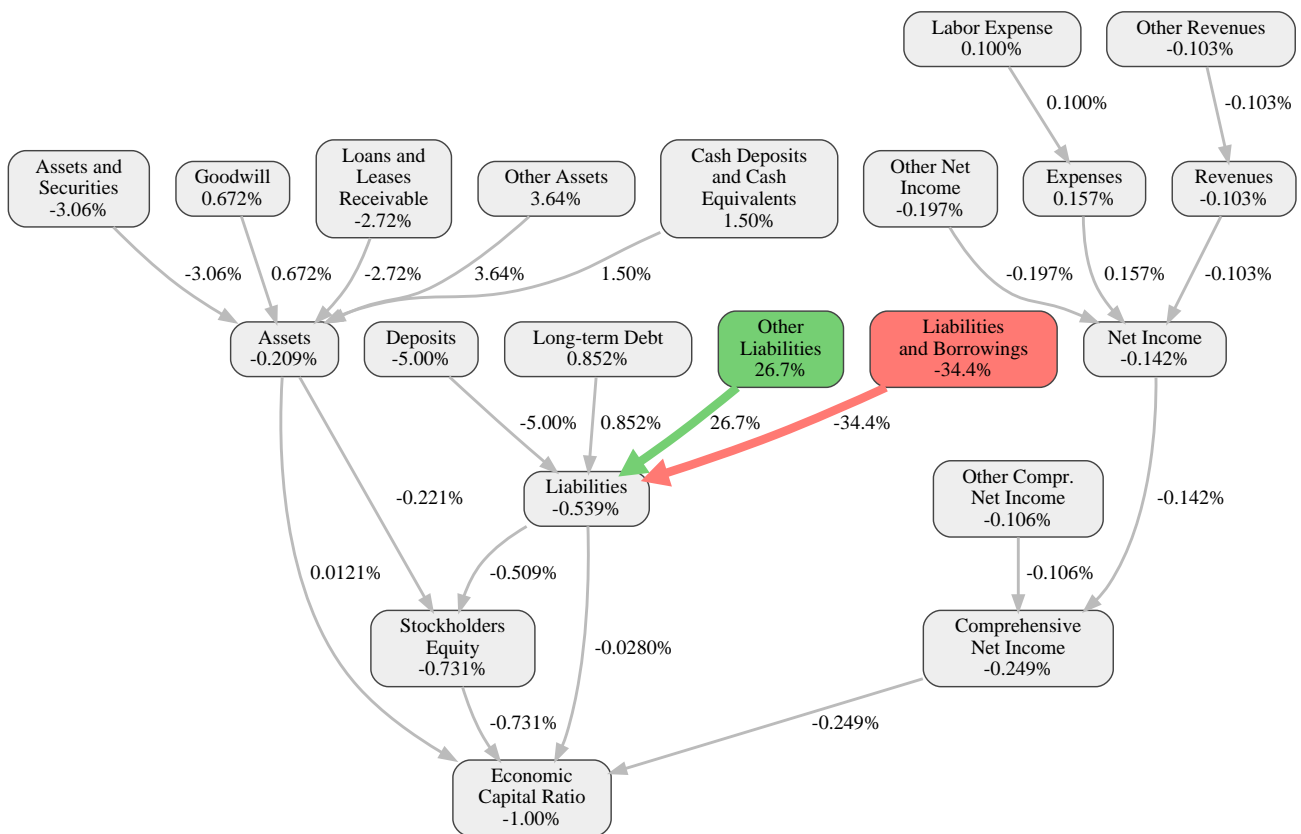 Labor Expense
0.100%
Other Revenues
-0.103%
0.100%
-0.103%
Assets and
Securities
-3.06%
Goodwill
0.672%
Loans and
Leases
Receivable
-2.72%
Other Assets
3.64%
Cash Deposits
and Cash
Equivalents
1.50%
Other Net
Income
-0.197%
Expenses
0.157%
Revenues
-0.103%
-3.06%
0.672%
-2.72%
3.64%
1.50%
-0.197%
0.157%
-0.103%
Assets
-0.209%
Deposits
-5.00%
Long-term Debt
0.852%
Other
Liabilities
26.7%
Liabilities
and Borrowings
-34.4%
Net Income
-0.142%
-5.00%
0.852%
26.7%
-34.4%
Liabilities
-0.539%
Other Compr.
Net Income
-0.106%
-0.221%
-0.142%
0.0121%
-0.509%
-0.0280%
-0.106%
Stockholders
Equity
-0.731%
Comprehensive
Net Income
-0.249%
-0.731%
-0.249%
Economic
Capital Ratio
-1.00%